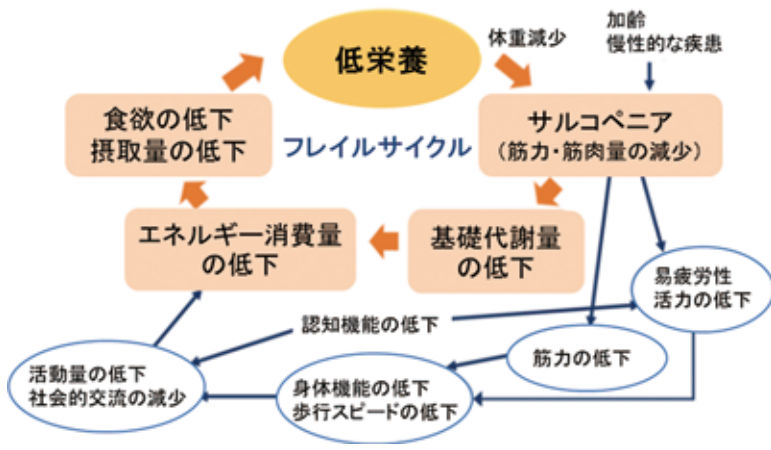 低栄養
体重減少
加齢
慢性的な疾患
食欲の低下
摂取量の低下
フレイルサイクル
サルコペニア
（筋力・筋肉量の減少）
エネルギー消費量
の低下
基礎代謝量
の低下
易疲労性
活力の低下
認知機能の低下
筋力の低下
活動量の低下
社会的交流の減少
身体機能の低下
歩行スピードの低下